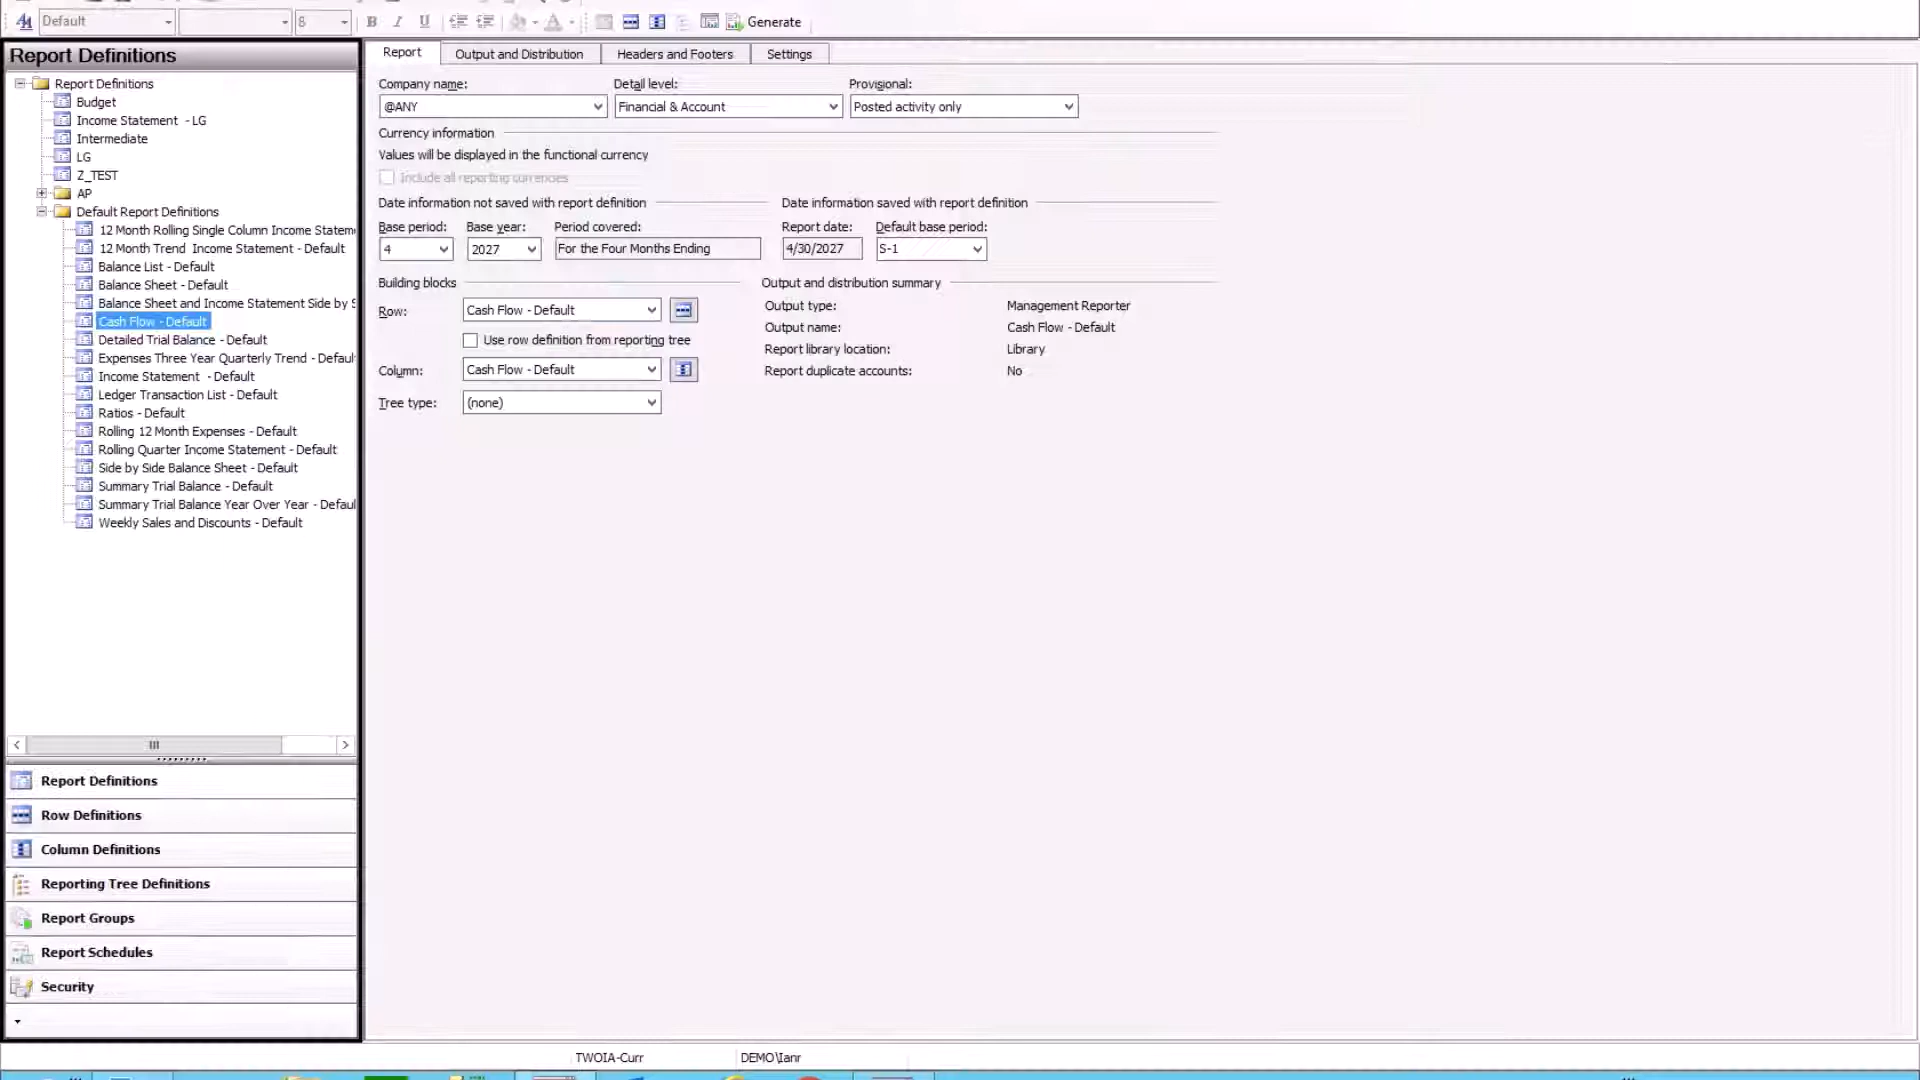 Default
8
B I U
Generate
Report Definitions
Report Definitions
Budget
Income Statement - LG
Intermediate
LG
Z_TEST
AP
Default Report Definitions
12 Month Rolling Single Column Income Statem
12 Month Trend Income Statement - Default
Balance List - Default
Balance Sheet - Default
Balance Sheet and Income Statement Side by S
Cash Flow - Default
Detailed Trial Balance - Default
Expenses Three Year Quarterly Trend - Defaul
Income Statement - Default
Ledger Transaction List - Default
Ratios - Default
Rolling 12 Month Expenses - Default
Rolling Quarter Income Statement - Default
Side by Side Balance Sheet - Default
Summary Trial Balance - Default
Summary Trial Balance Year Over Year - Defaul
Weekly Sales and Discounts - Default
Report Definitions
Row Definitions
Column Definitions
Reporting Tree Definitions
Report Groups
Report Schedules
Security
Report Output and Distribution Headers and Footers Settings
Company name: Detail level: Provisional:
@ANY Financial & Account Posted activity only
Currency information
Values will be displayed in the functional currency
Include all reporting currencies
Date information not saved with report definition Date information saved with report definition
Base period: Base year: Period covered: Report date: Default base period:
4 2027 For the Four Months Ending 4/30/2027 S-1
Building blocks Output and distribution summary
Row: Cash Flow - Default Output type: Management Reporter
Output name: Cash Flow - Default
Use row definition from reporting tree Report library location: Library
Column: Cash Flow - Default Report duplicate accounts: No
Tree type: (none)
TWOIA-Curr DEMO\Ianr